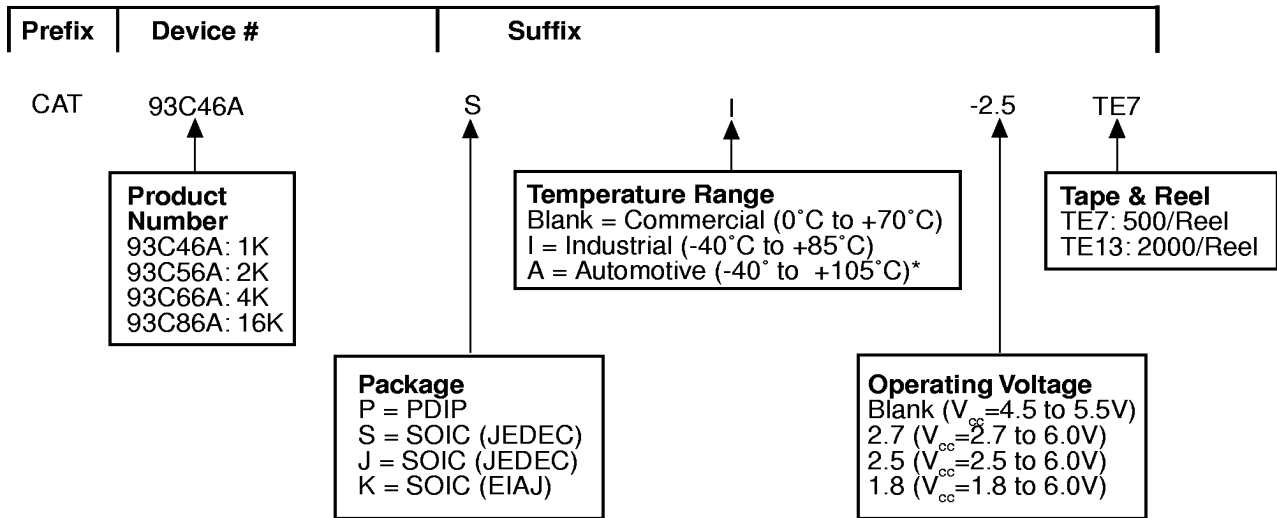 Prefix Device # Suffix
CAT 93C46A S I -2.5 TE7
Product
Number
93C46A: 1K
93C56A: 2K
93C66A: 4K
93C86A: 16K
Temperature Range
Blank = Commercial (0˚C to +70˚C)
I = Industrial (-40˚C to +85˚C)
A = Automotive (-40˚ to +105˚C)*
Tape & Reel
TE7: 500/Reel
TE13: 2000/Reel
Package
P = PDIP
S = SOIC (JEDEC)
J = SOIC (JEDEC)
K = SOIC (EIAJ)
Operating Voltage
Blank (Vcc=4.5 to 5.5V)
2.7 (Vcc=2.7 to 6.0V)
2.5 (Vcc=2.5 to 6.0V)
1.8 (Vcc=1.8 to 6.0V)